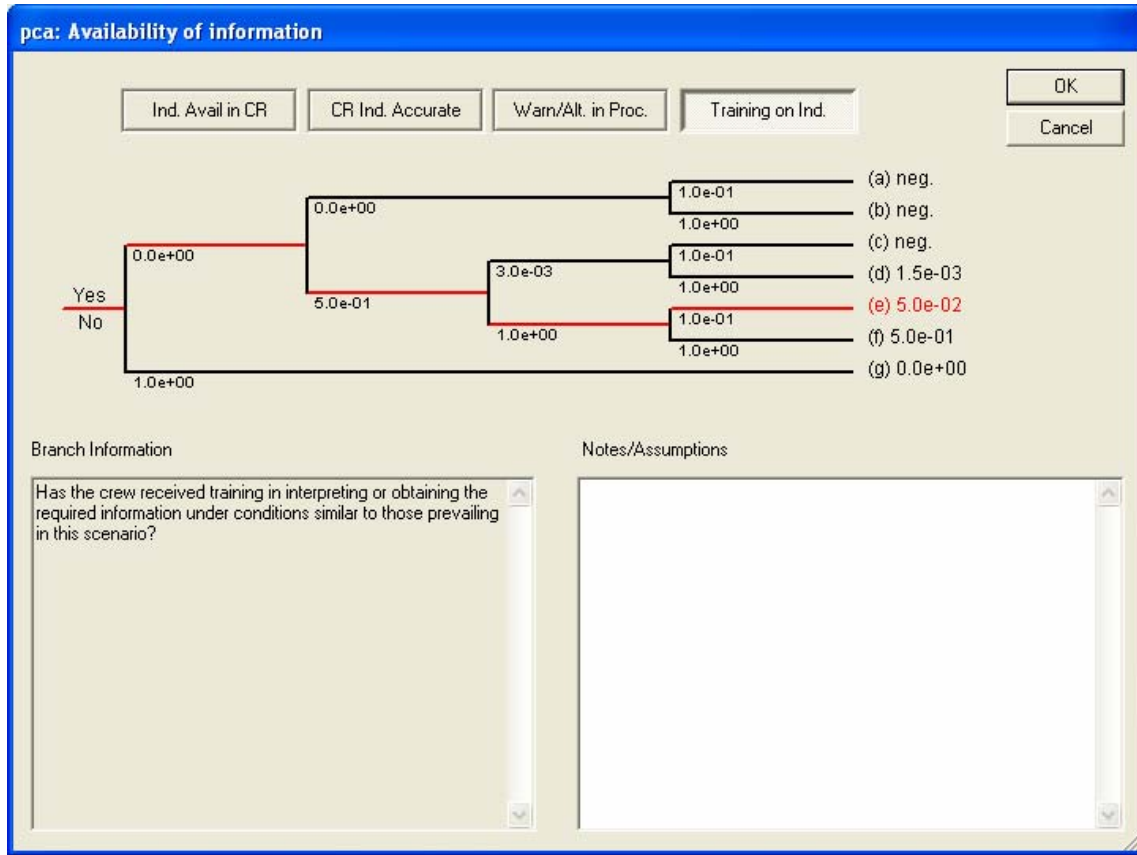 pca: Availability of information
OK
Cancel
Ind. Avail in CR
CR Ind. Accurate
Warn/Alt. in Proc.
Training on Ind.
Yes
No
0.0e+00
1.0e+00
0.0e+00
5.0e-01
3.0e-03
1.0e+00
1.0e-01
1.0e+00
1.0e-01
1.0e+00
1.0e-01
1.0e+00
(a) neg.
(b) neg.
(c) neg.
(d) 1.5e-03
(e) 5.0e-02
(f) 5.0e-01
(g) 0.0e+00
Branch Information
Has the crew received training in interpreting or obtaining the
required information under conditions similar to those prevailing
in this scenario?
Notes/Assumptions